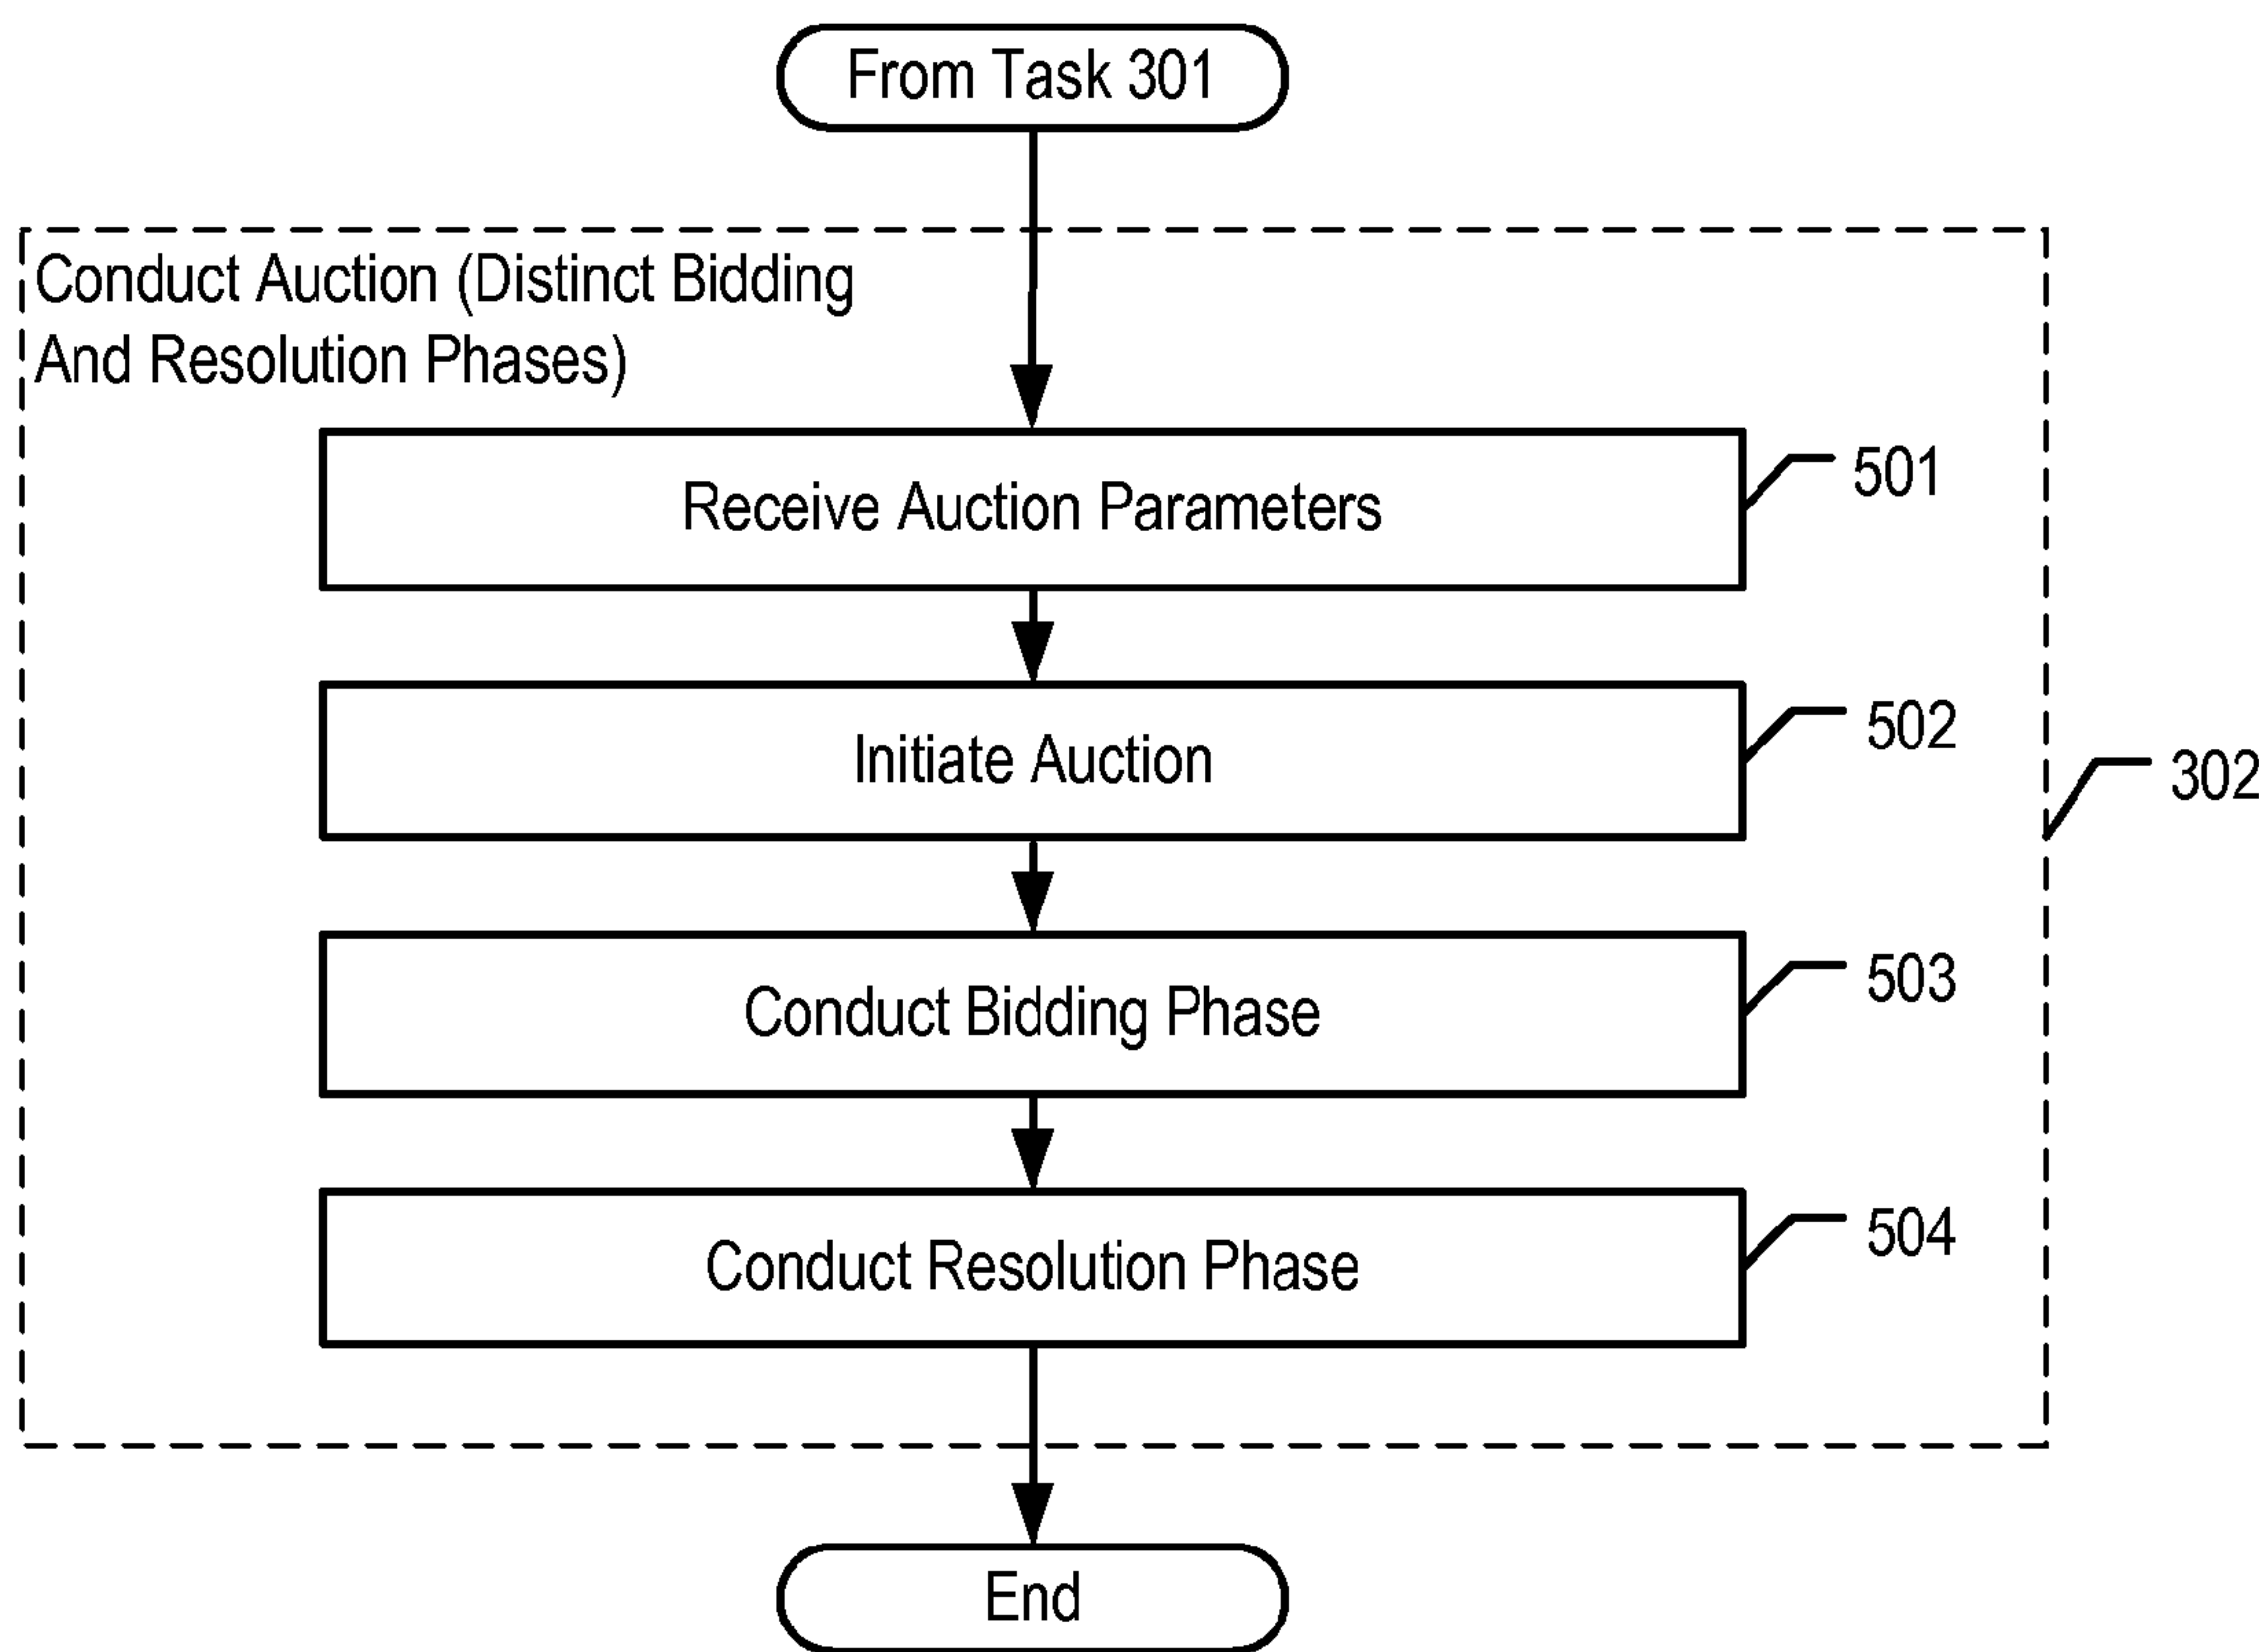 From Task 301
Conduct Auction (Distinct Bidding
And Resolution Phases)
Receive Auction Parameters
501
Initiate Auction
502
302
Conduct Bidding Phase
503
Conduct Resolution Phase
504
End